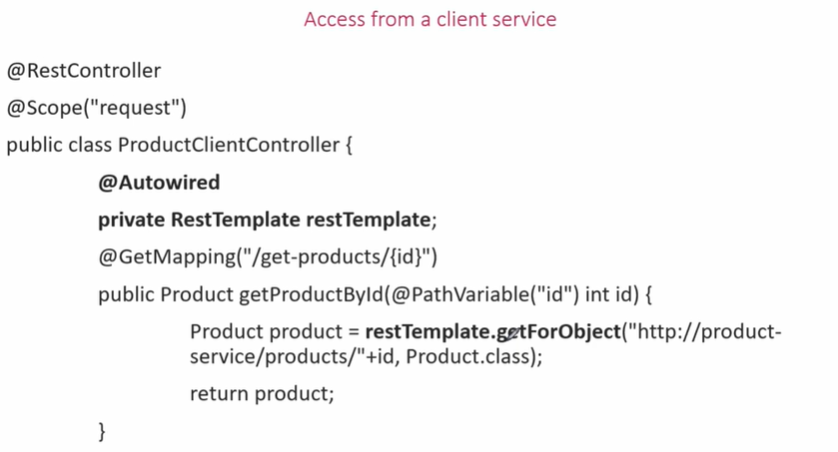 Access from a client service
@RestController
@Scope("request")
public class ProductClientController {
@Autowired
private RestTemplate restTemplate;
@GetMapping("/get-products/{id}")
public Product getProductById(@PathVariable("id") int id) {
Product product = restTemplate.getForObject("http://product-
service/products/"+id, Product.class);
return product;
}